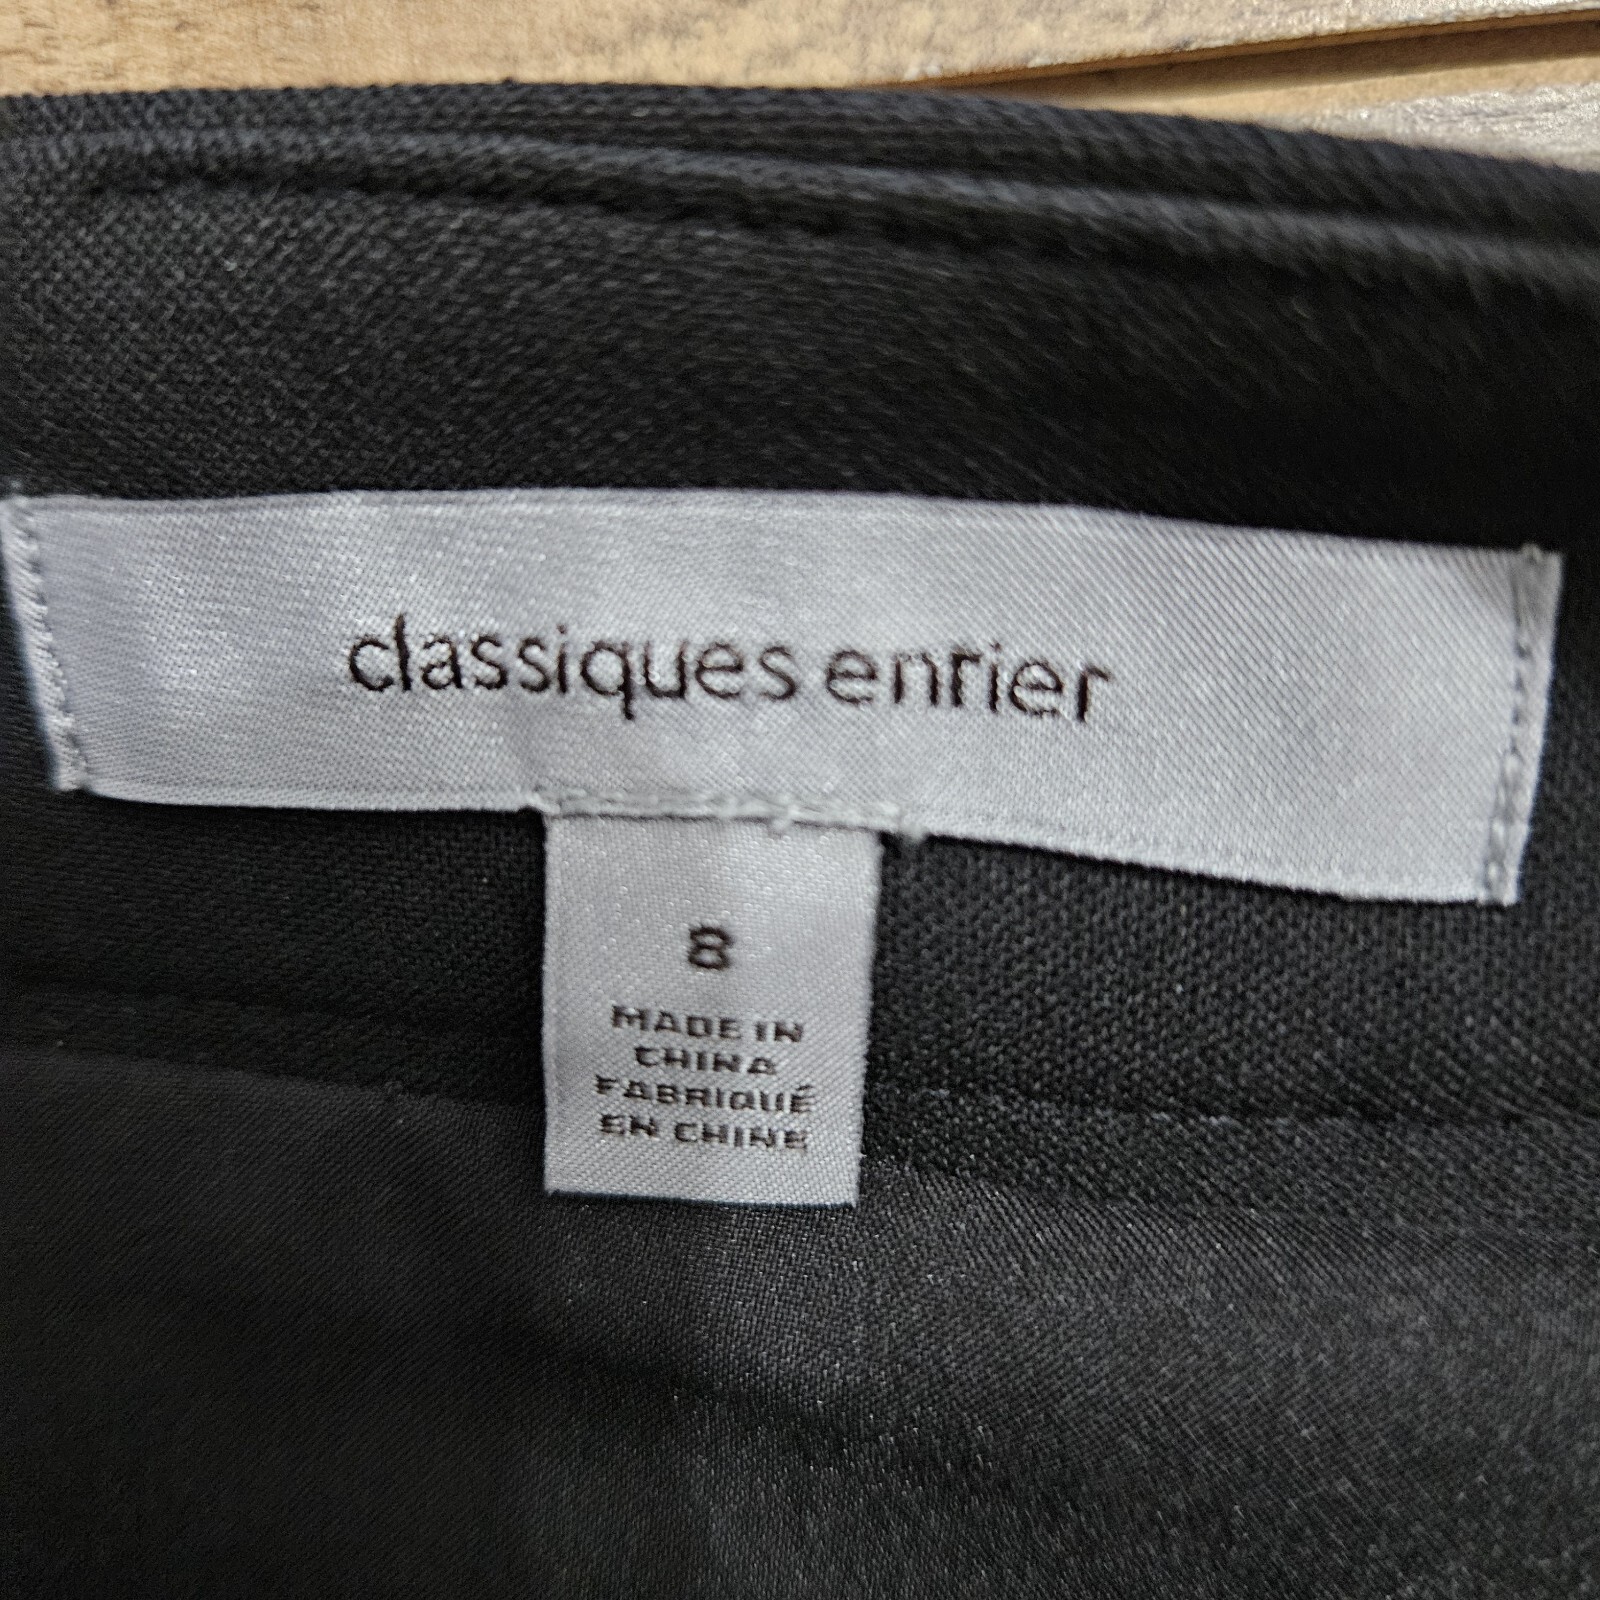 classiques entier
8
MADE IN
CHINA
FABRIQUÉ
EN CHINE